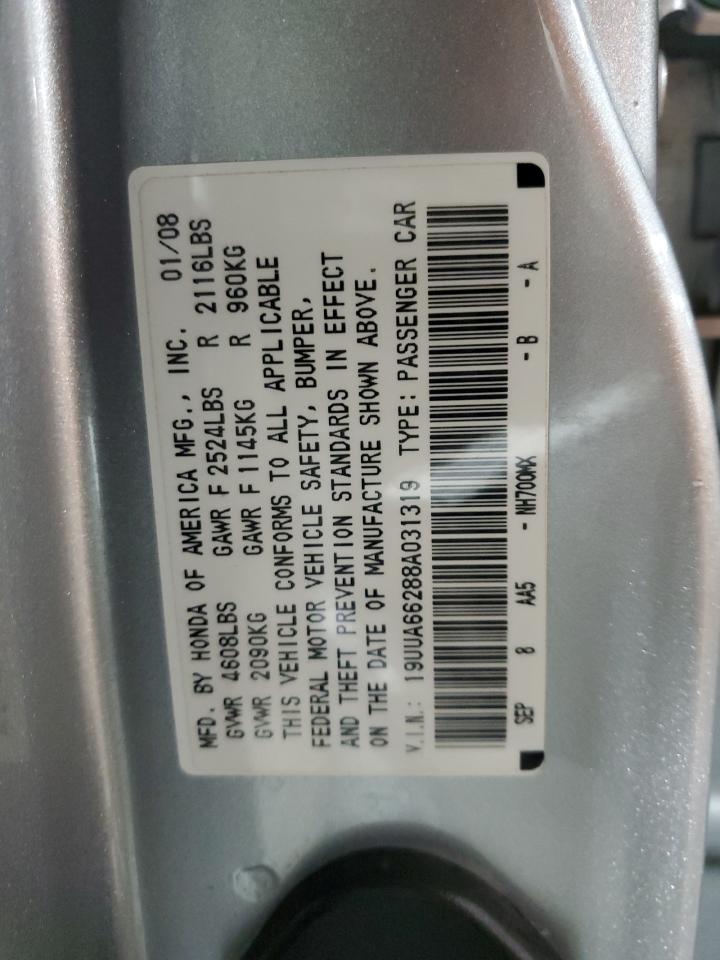 MFD. BY HONDA OF AMERICA MFG., INC. 01/08
GVWR 4608LBS GAWR F 2524LBS R 2116LBS
GVWR 2090KG GAWR F 1145KG R 960KG
THIS VEHICLE CONFORMS TO ALL APPLICABLE
FEDERAL MOTOR VEHICLE SAFETY, BUMPER,
AND THEFT PREVENTION STANDARDS IN EFFECT
ON THE DATE OF MANUFACTURE SHOWN ABOVE.
V.I.N.: 19UUA66288A031319 TYPE: PASSENGER CAR
SEP 8 AA5 - NH700MX - B - A